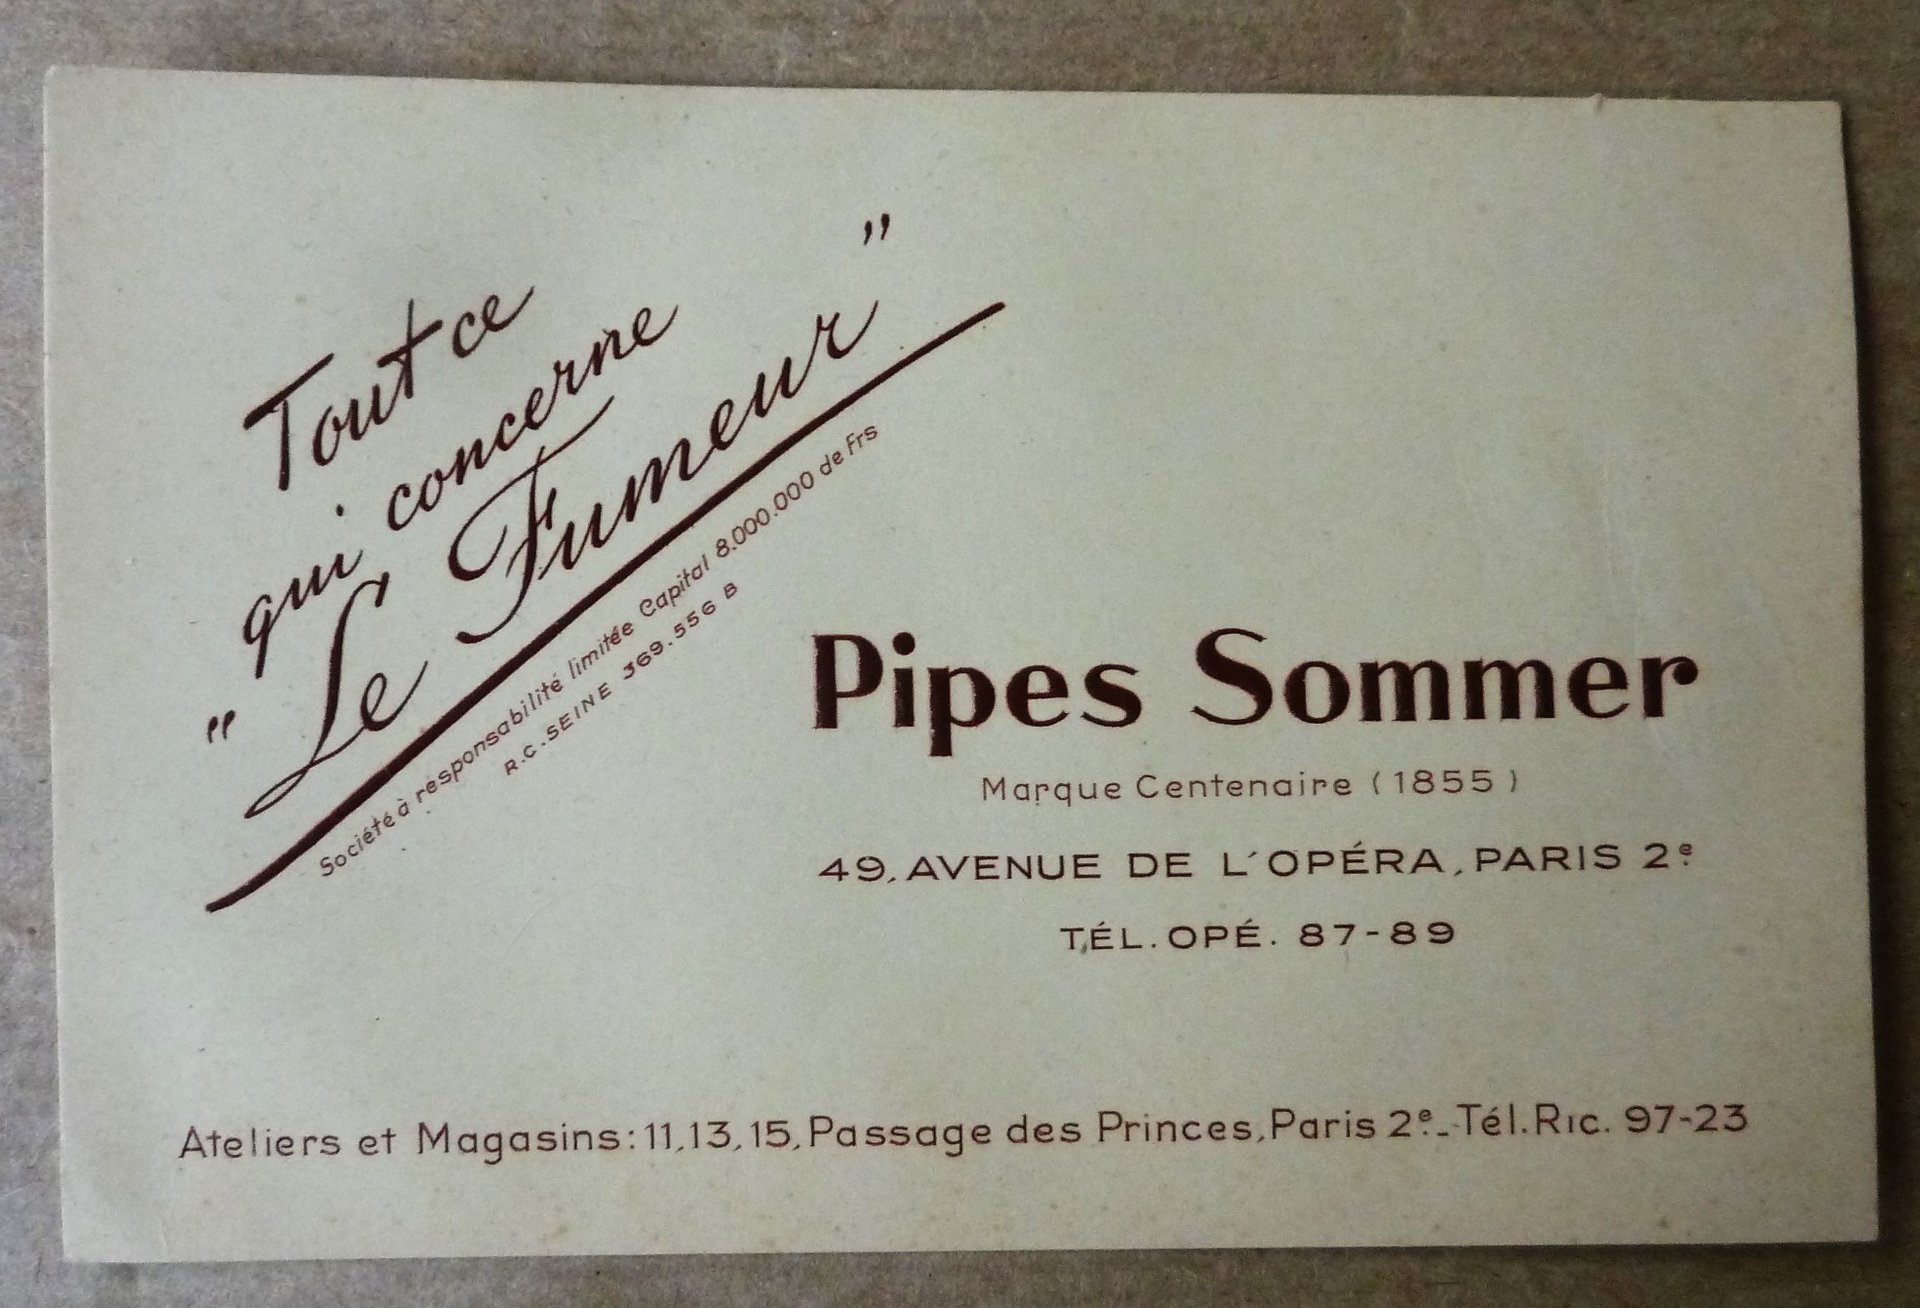 Tout ce
qui concerne
"Le Fumeur"
Société à responsabilité limitée Capital 8.000.000 de Frs
R.C. SEINE 369.556 B
Pipes Sommer
Marque Centenaire (1855)
49, AVENUE DE L'OPÉRA, PARIS 2e
TÉL. OPÉ. 87-89
Ateliers et Magasins: 11, 13, 15, Passage des Princes, Paris 2e - Tél. Ric. 97-23